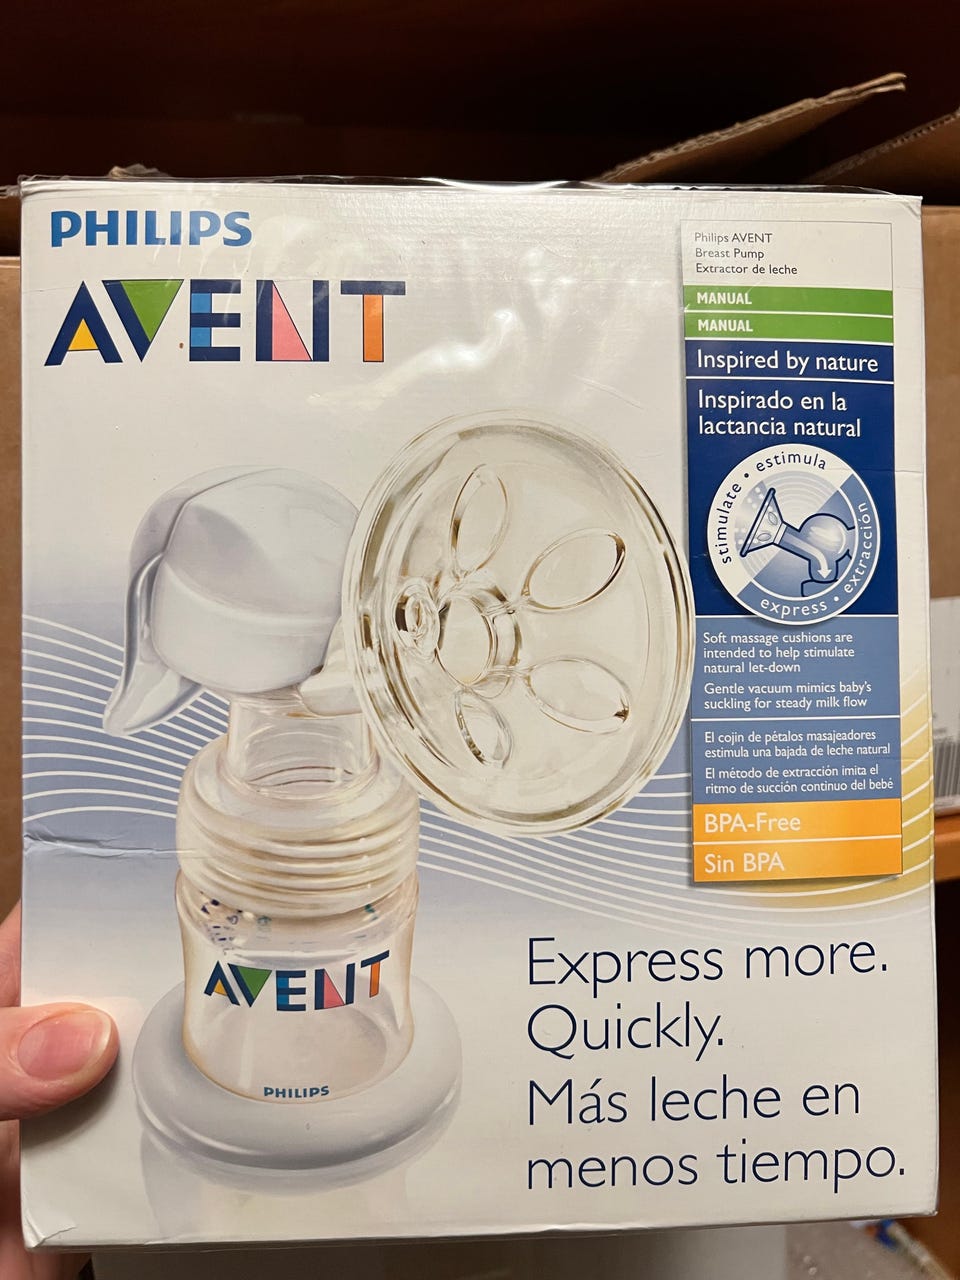 PHILIPS
AVENT
Philips AVENT
Breast Pump
Extractor de leche
MANUAL
MANUAL
Inspired by nature
Inspirado en la
lactancia natural
stimulate • estimula
express • extracción
Soft massage cushions are
intended to help stimulate
natural let-down
Gentle vacuum mimics baby's
suckling for steady milk flow
El cojin de pétalos masajeadores
estimula una bajada de leche natural
El método de extracción imita el
ritmo de succión continuo del bebé
BPA-Free
Sin BPA
AVENT
PHILIPS
Express more.
Quickly.
Más leche en
menos tiempo.